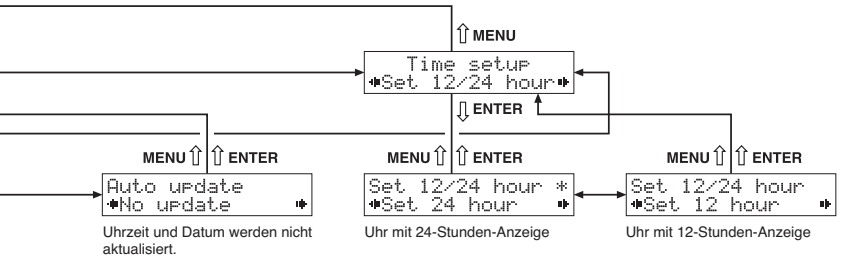 MENU
Time setup
Set 12/24 hour
ENTER
MENU ENTER
MENU ENTER
MENU ENTER
Auto update
No update
Set 12/24 hour *
Set 24 hour
Set 12/24 hour
Set 12 hour
Uhrzeit und Datum werden nicht
aktualisiert.
Uhr mit 24-Stunden-Anzeige
Uhr mit 12-Stunden-Anzeige